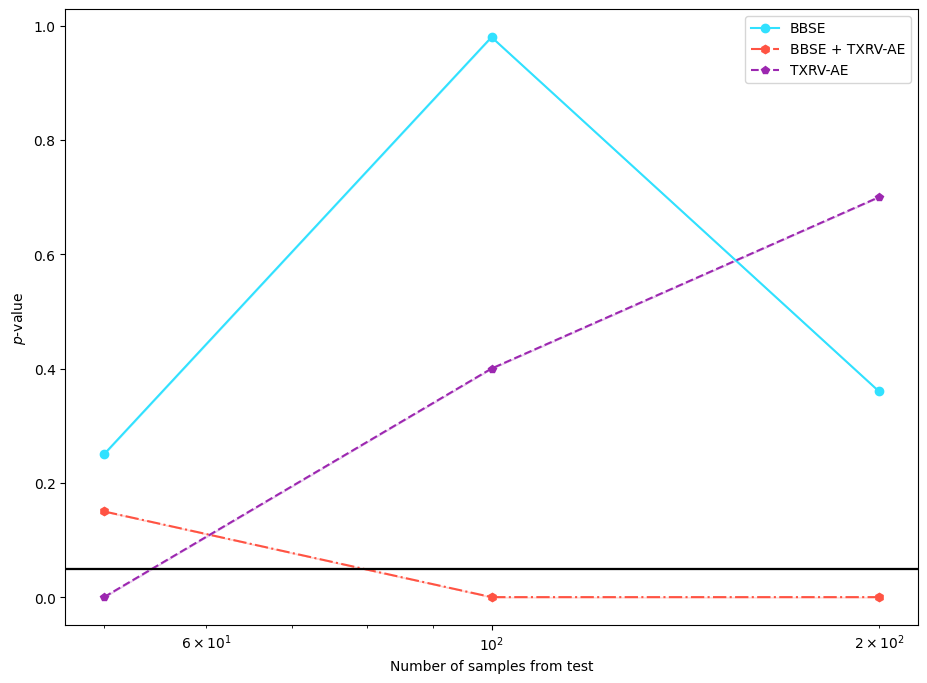 BBSE
BBSE + TXRV-AE
TXRV-AE
1.0
0.8
0.6
0.4
0.2
0.0
p-value
6 × 10¹
10²
2 × 10²
Number of samples from test